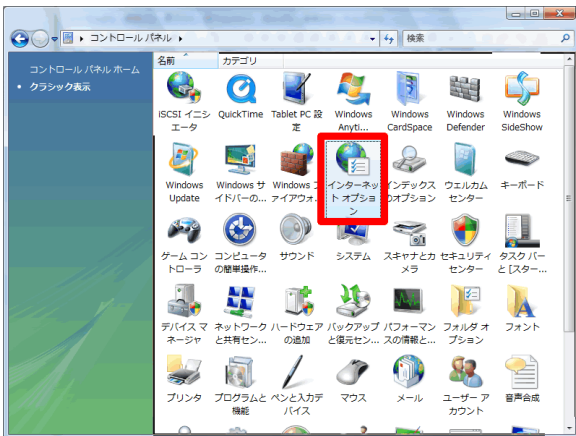 コントロール パネル
検索
コントロール パネル ホーム
クラシック表示
名前
カテゴリ
iSCSI イニシ
エータ
QuickTime
Tablet PC 設
定
Windows
Anyti...
Windows
CardSpace
Windows
Defender
Windows
SideShow
Windows
Update
Windows サ
イドバーの...
Windows フ
ァイアウォ...
インターネッ
ト オプショ
ン
インデックス
のオプション
ウェルカム
センター
キーボード
ゲーム コン
トローラ
コンピュータ
の簡単操作...
サウンド
システム
スキャナとカ
メラ
セキュリティ
センター
タスク バー
と [スター...
デバイス マ
ネージャ
ネットワーク
と共有セン...
ハードウェア
の追加
バックアップ
と復元セン...
パフォーマン
スの情報と...
フォルダ オ
プション
フォント
プリンタ
プログラムと
機能
ペンと入力デ
バイス
マウス
メール
ユーザー ア
カウント
音声合成